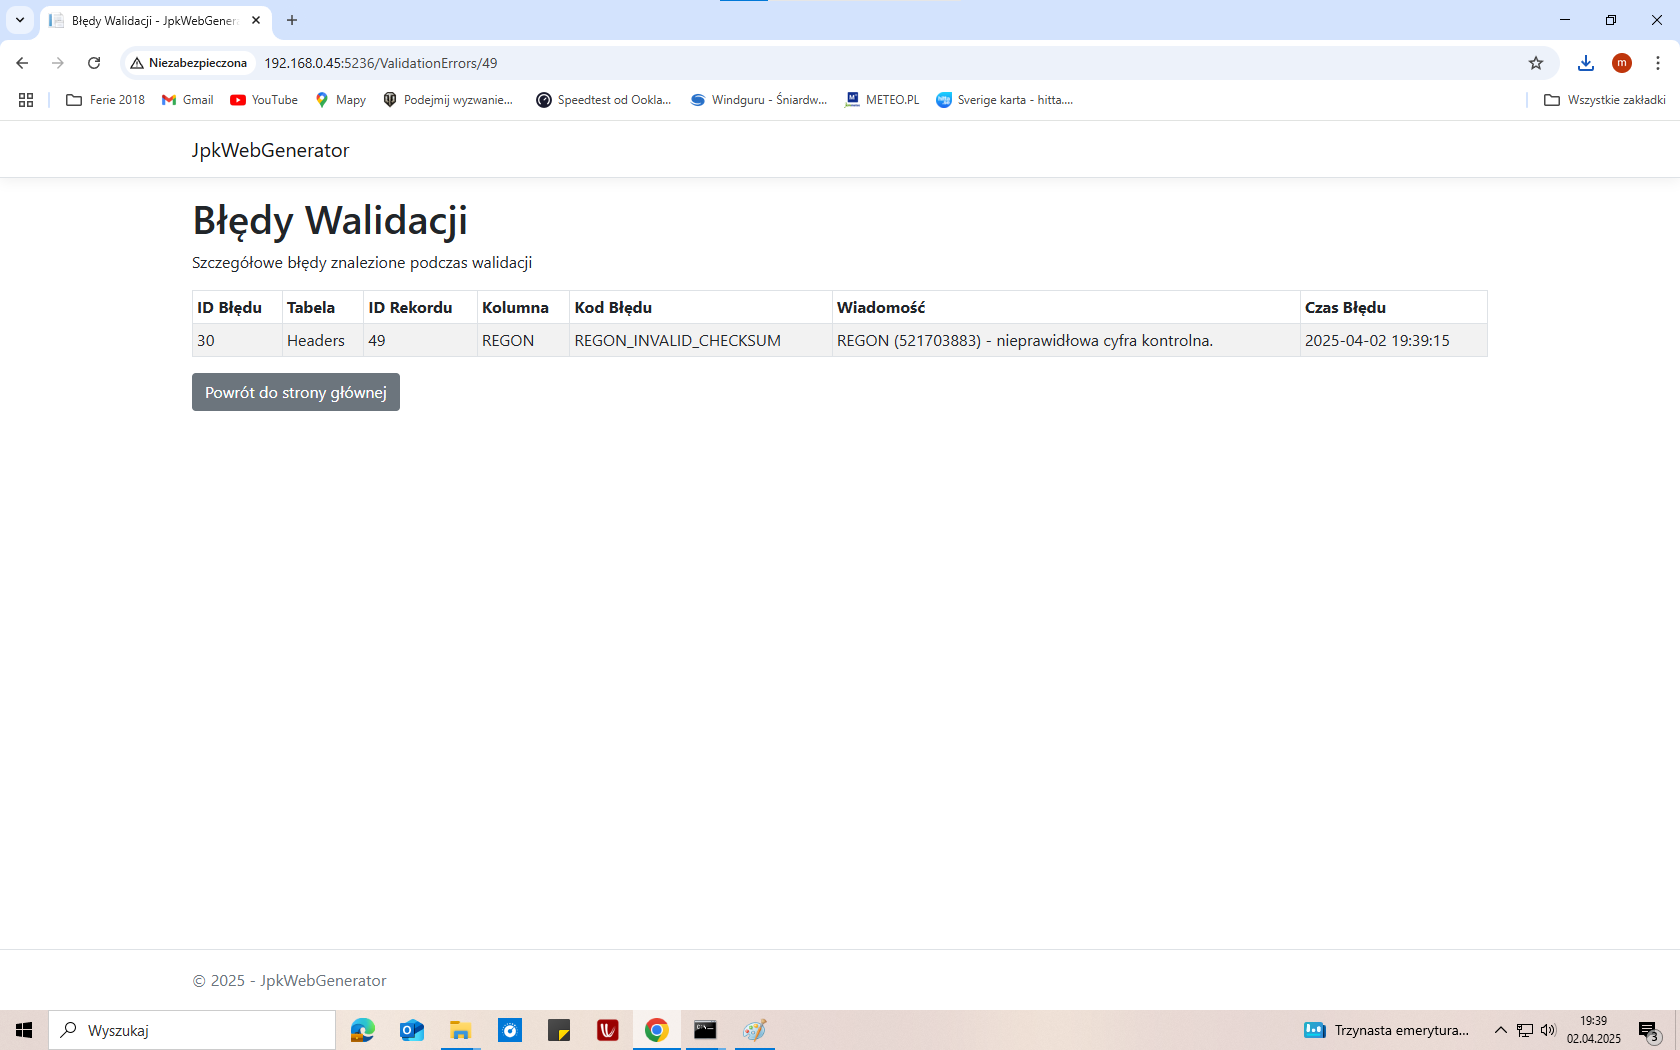 Błędy Walidacji - JpkWebGenera
Niezabezpieczona 192.168.0.45:5236/ValidationErrors/49 m
Ferie 2018 Gmail YouTube Mapy Podejmij wyzwanie... Speedtest od Ookla... Windguru - Śniardw... METEO.PL Sverige karta - hitta.... Wszystkie zakładki
JpkWebGenerator
Błędy Walidacji
Szczegółowe błędy znalezione podczas walidacji
ID Błędu Tabela ID Rekordu Kolumna Kod Błędu Wiadomość Czas Błędu
30 Headers 49 REGON REGON_INVALID_CHECKSUM REGON (521703883) - nieprawidłowa cyfra kontrolna. 2025-04-02 19:39:15
Powrót do strony głównej
© 2025 - JpkWebGenerator
Wyszukaj Trzynasta emerytura... 19:39
02.04.2025 3